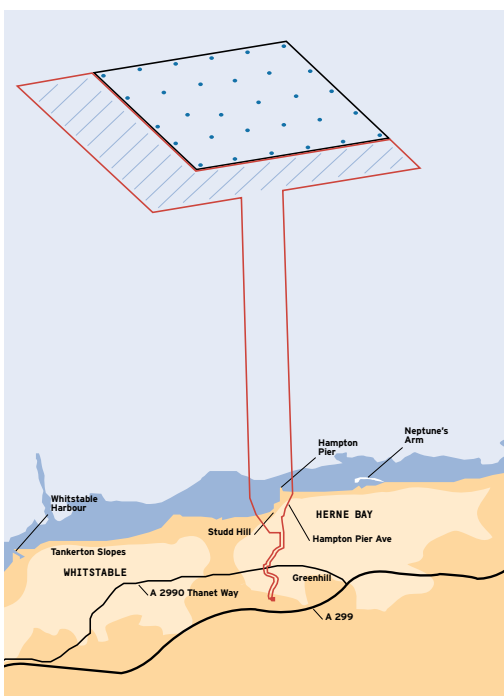 Neptune's
Arm
Hampton
Pier
Whitstable
Harbour
HERNE BAY
Studd Hill
Hampton Pier Ave
Tankerton Slopes
WHITSTABLE
Greenhill
A 2990 Thanet Way
A 299